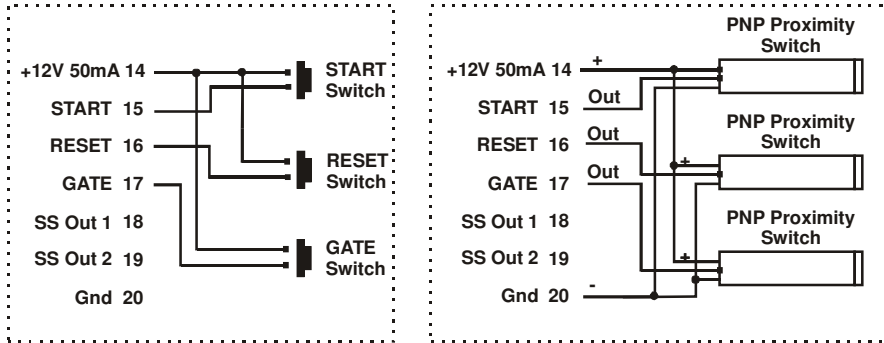 +12V 50mA 14
START 15
RESET 16
GATE 17
SS Out 1 18
SS Out 2 19
Gnd 20
START
Switch
RESET
Switch
GATE
Switch
+12V 50mA 14
START 15
RESET 16
GATE 17
SS Out 1 18
SS Out 2 19
Gnd 20
+
Out
Out
Out
-
PNP Proximity
Switch
+
PNP Proximity
Switch
+
PNP Proximity
Switch